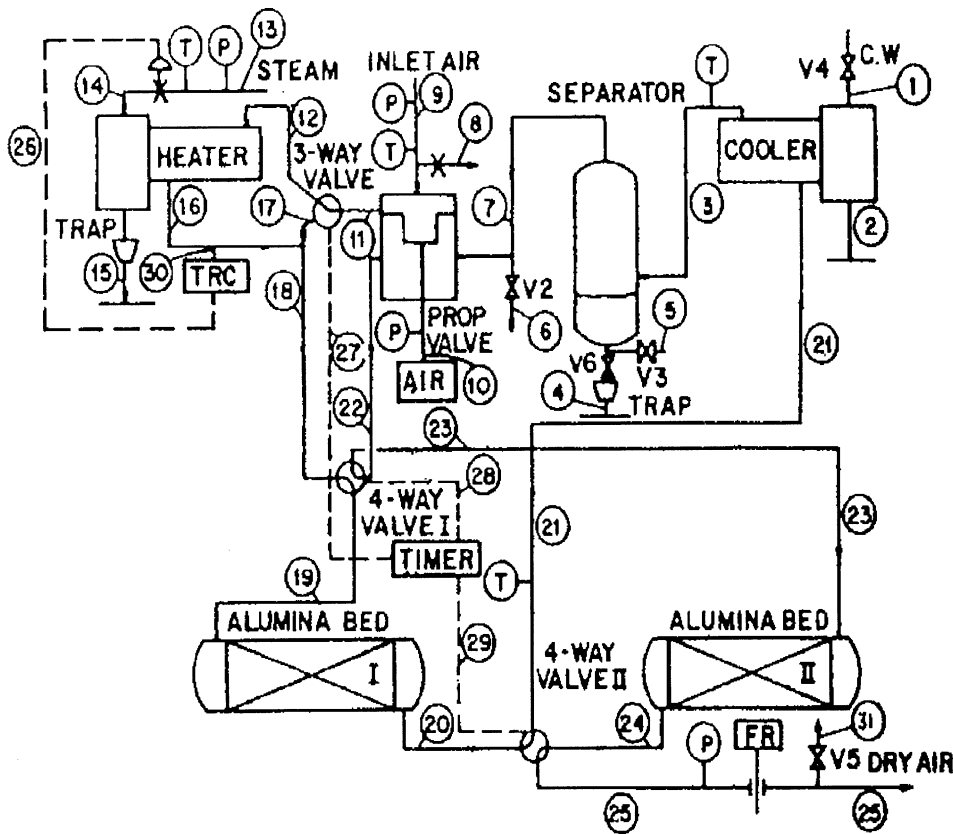 13
T
P
STEAM
14
26
12
HEATER
3-WAY
VALVE
16
17
TRAP
15
30
TRC
18
INLET AIR
P
9
T
8
11
7
V2
6
P
PROP
VALVE
AIR
10
27
22
SEPARATOR
T
V4
C.W
1
COOLER
3
2
5
V6
V3
4
TRAP
21
23
28
4-WAY
VALVE I
TIMER
21
23
19
T
ALUMINA BED
I
29
4-WAY
VALVE II
ALUMINA BED
II
20
24
P
FR
31
V5
DRY AIR
25
25